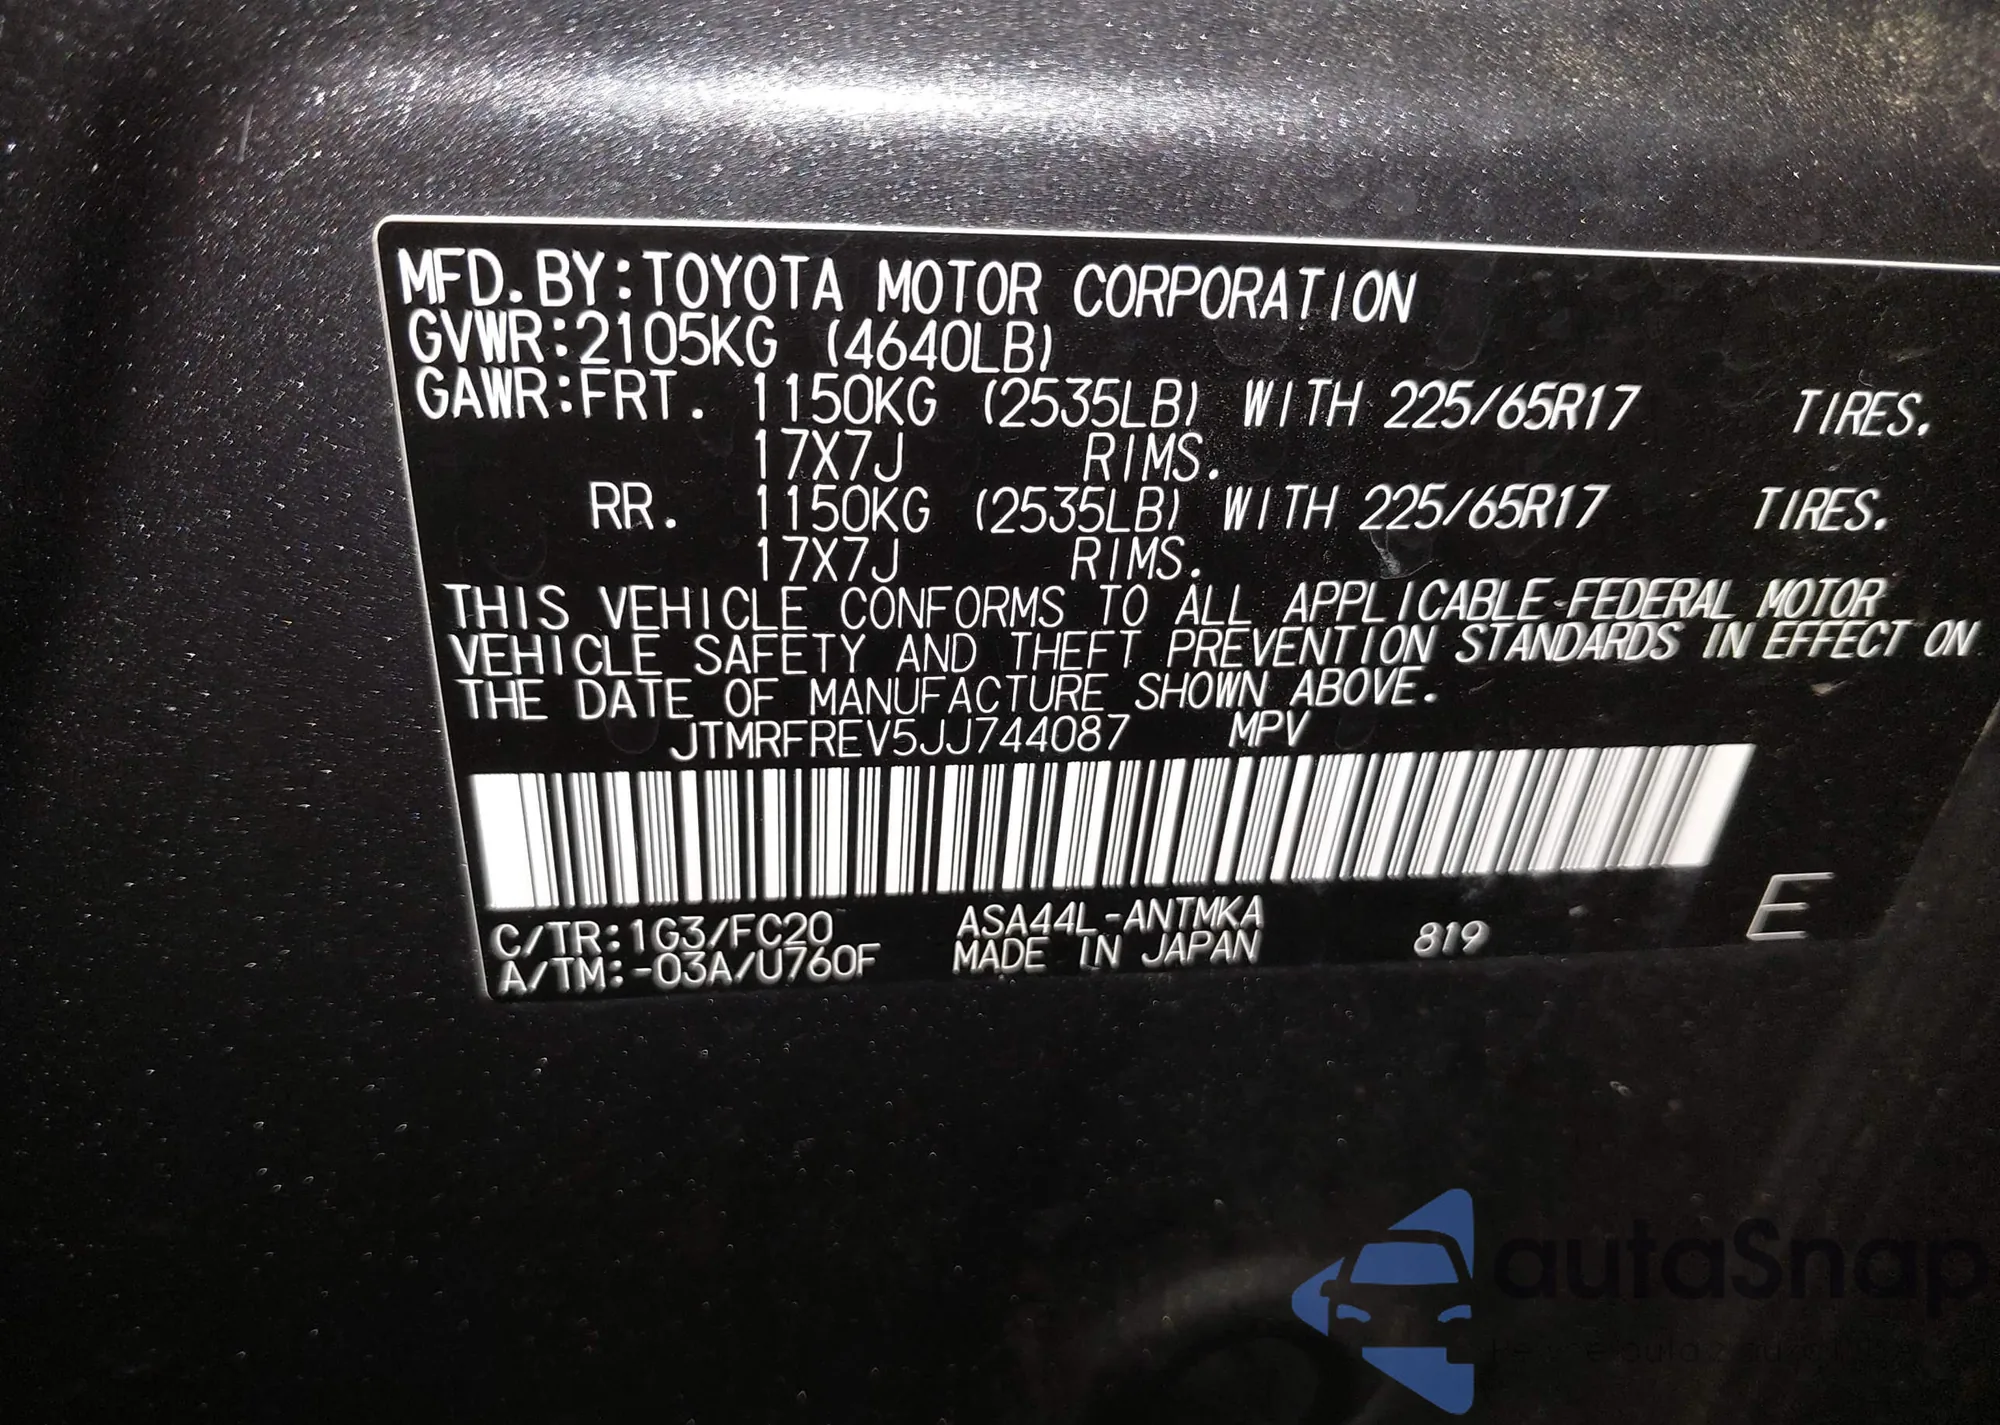 MFD.BY:TOYOTA MOTOR CORPORATION
GVWR:2105KG (4640LB)
GAWR:FRT. 1150KG (2535LB) WITH 225/65R17 TIRES.
17X7J RIMS.
RR. 1150KG (2535LB) WITH 225/65R17 TIRES.
17X7J RIMS.
THIS VEHICLE CONFORMS TO ALL APPLICABLE FEDERAL MOTOR
VEHICLE SAFETY AND THEFT PREVENTION STANDARDS IN EFFECT ON
THE DATE OF MANUFACTURE SHOWN ABOVE.
JTMRFREV5JJ744087 MPV
C/TR:1G3/FC20 ASA44L-ANTMKA 819 E
A/TM:-03A/U760F MADE IN JAPAN
autaSnap